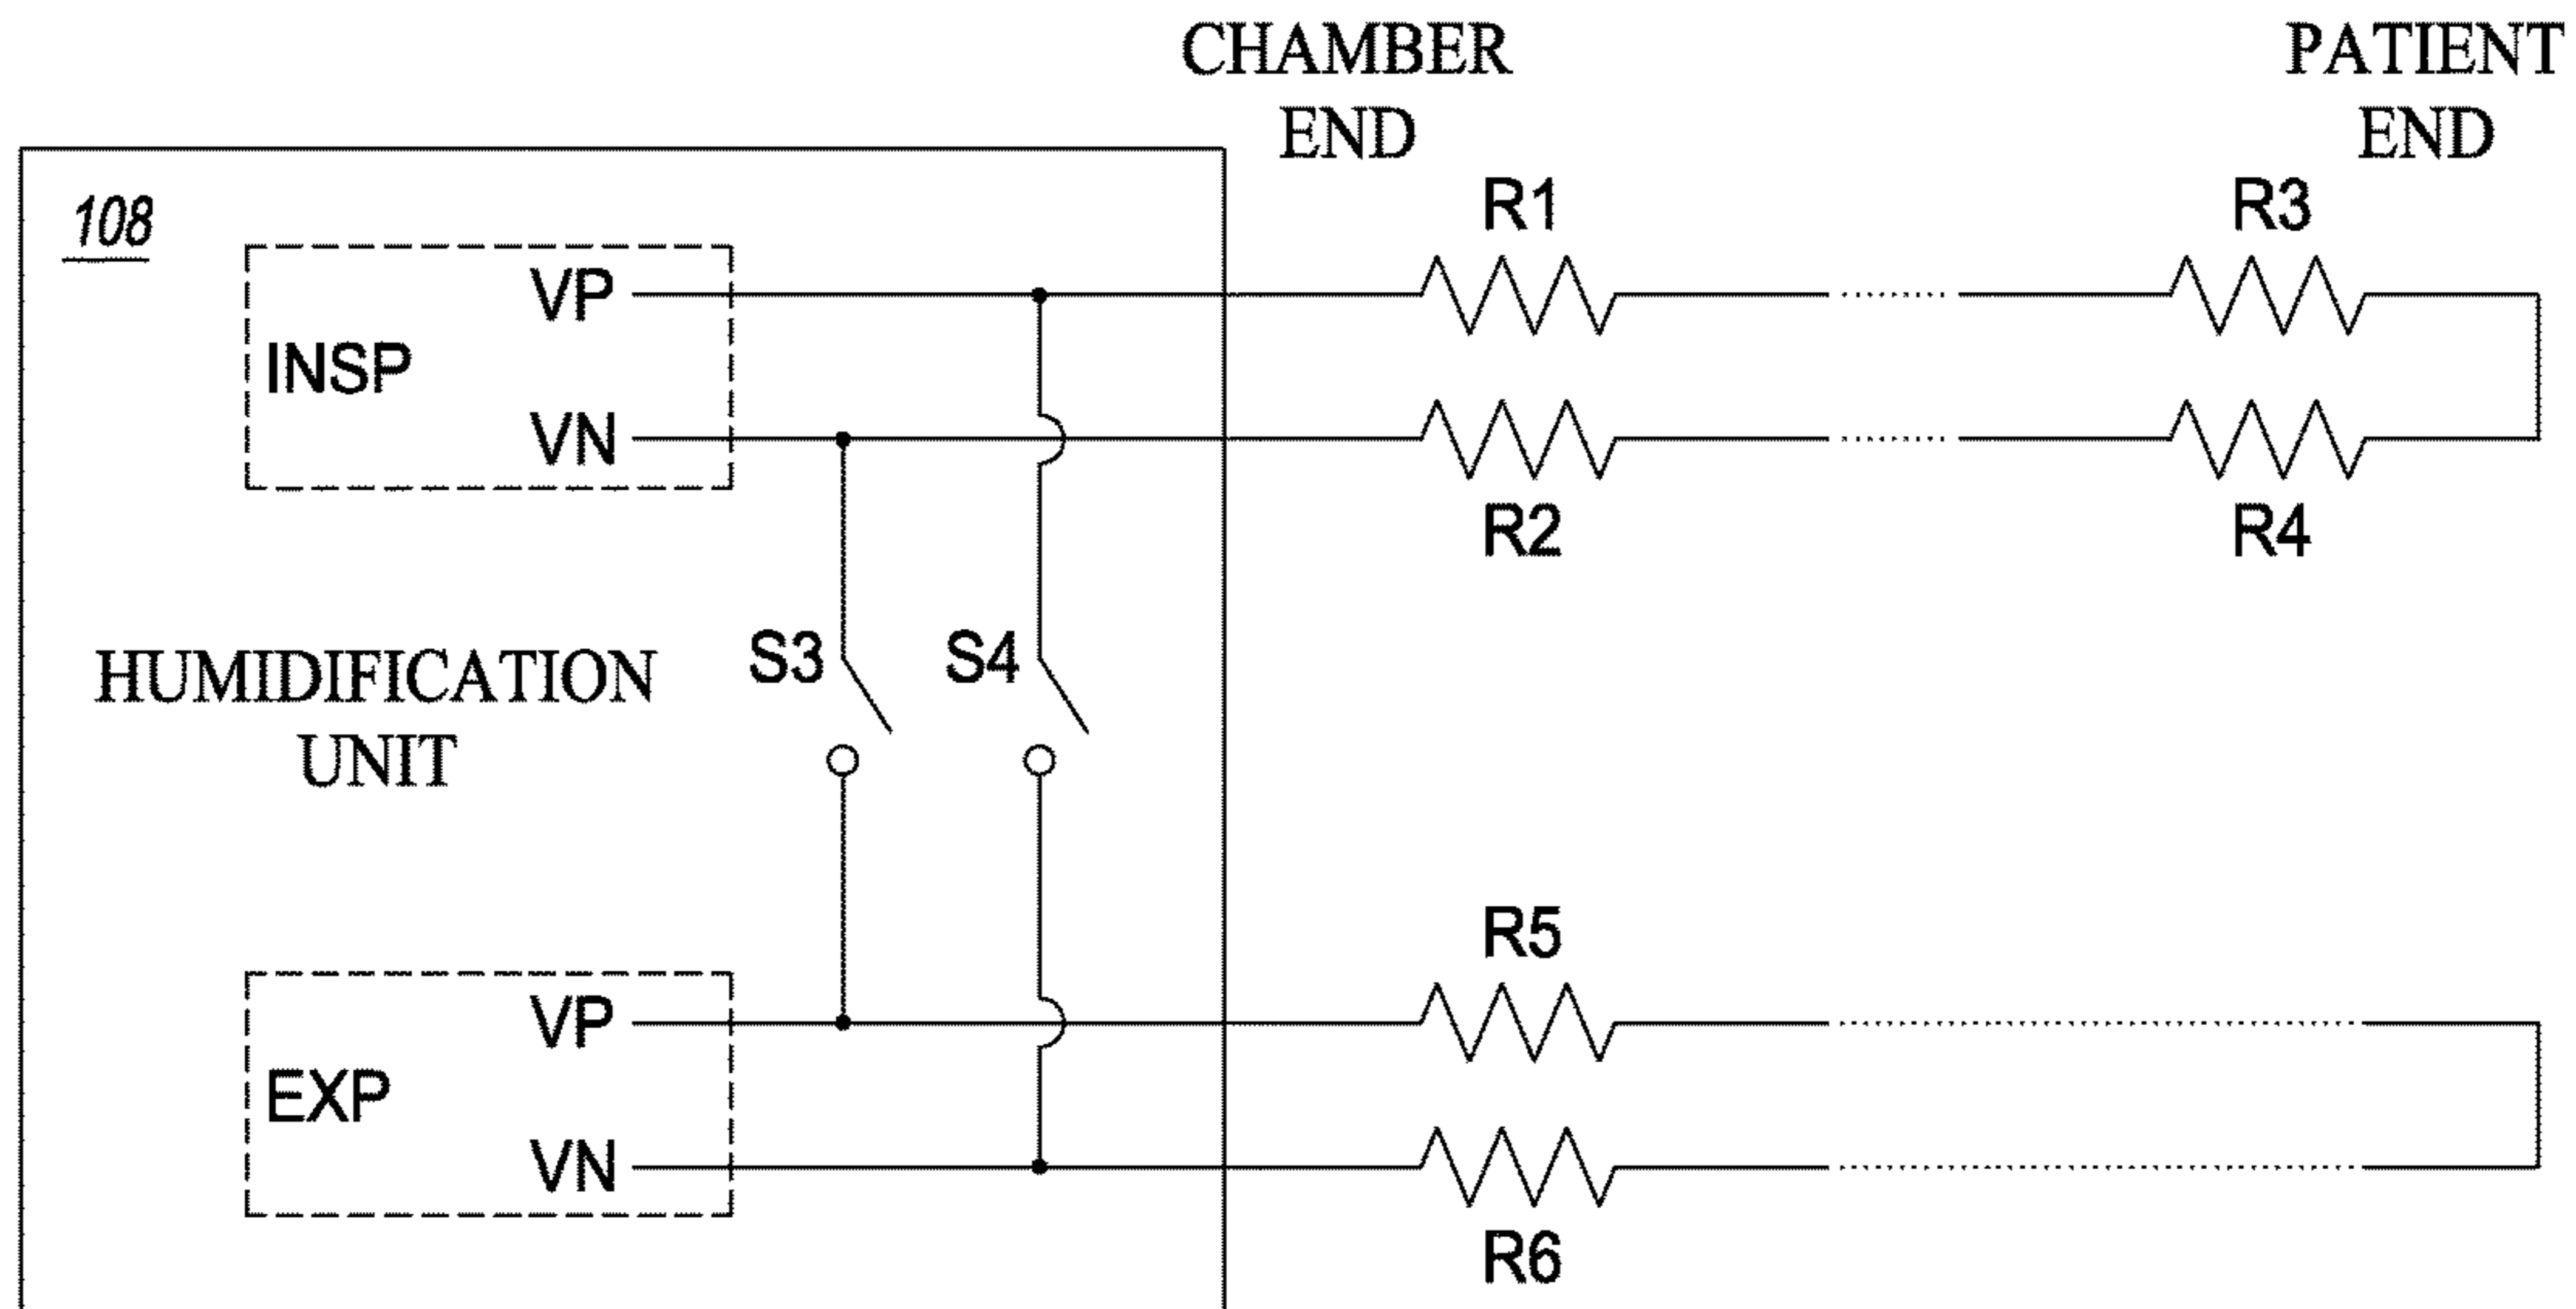 CHAMBER
END
PATIENT
END
108
R1
R3
VP
INSP
VN
R2
R4
S3
S4
HUMIDIFICATION
UNIT
R5
VP
EXP
VN
R6